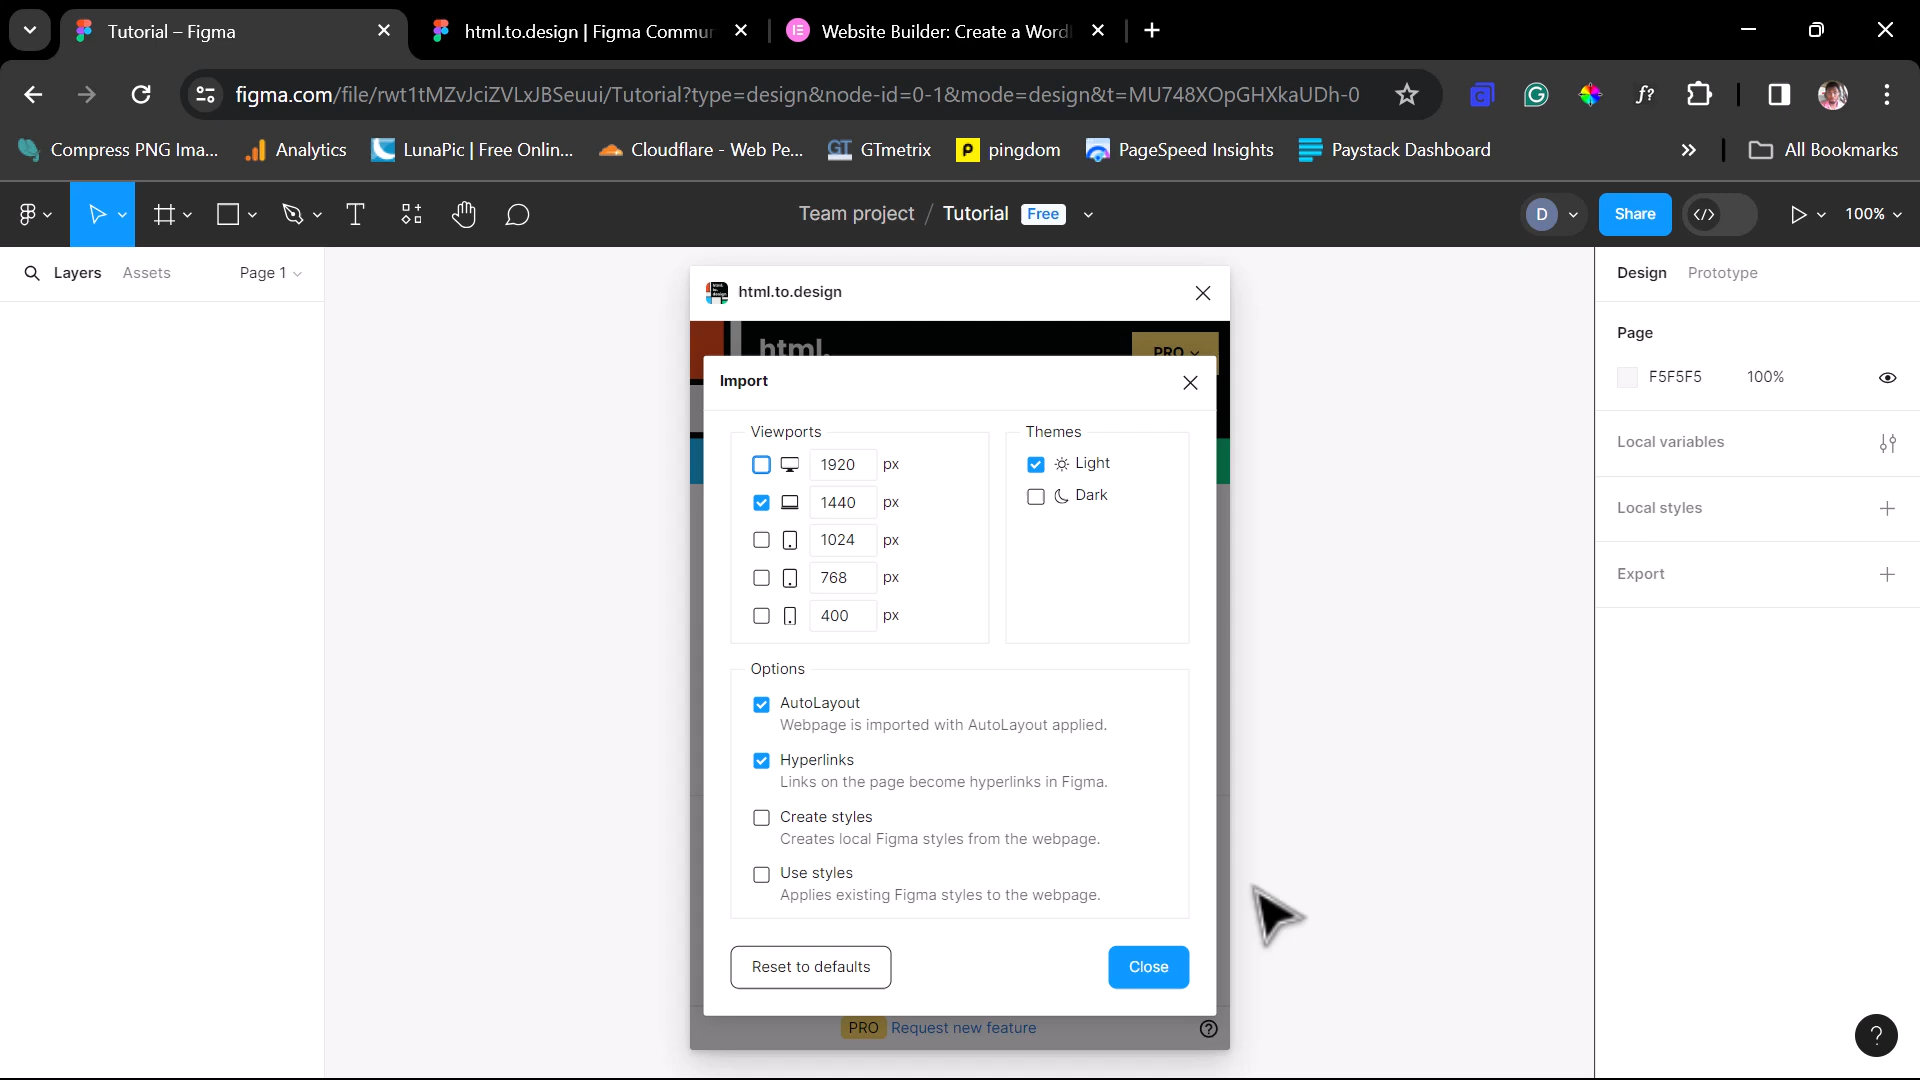 Tutorial – Figma
html.to.design | Figma Commun
Website Builder: Create a Word
figma.com/file/rwt1tMZvJciZVLxJBSeuui/Tutorial?type=design&node-id=0-1&mode=design&t=MU748XOpGHXkaUDh-0
f?
Compress PNG Ima...
Analytics
LunaPic | Free Onlin...
Cloudflare - Web Pe...
GT GTmetrix
p pingdom
PageSpeed Insights
Paystack Dashboard
All Bookmarks
Team project / Tutorial Free
D
Share
100%
Layers Assets Page 1
html.to.design
Design Prototype
html.
PRO
Import
Viewports
1920 px
1440 px
1024 px
768 px
400 px
Themes
Light
Dark
Options
AutoLayout
Webpage is imported with AutoLayout applied.
Hyperlinks
Links on the page become hyperlinks in Figma.
Create styles
Creates local Figma styles from the webpage.
Use styles
Applies existing Figma styles to the webpage.
Reset to defaults
Close
PRO Request new feature
Page
F5F5F5 100%
Local variables
Local styles
Export
?